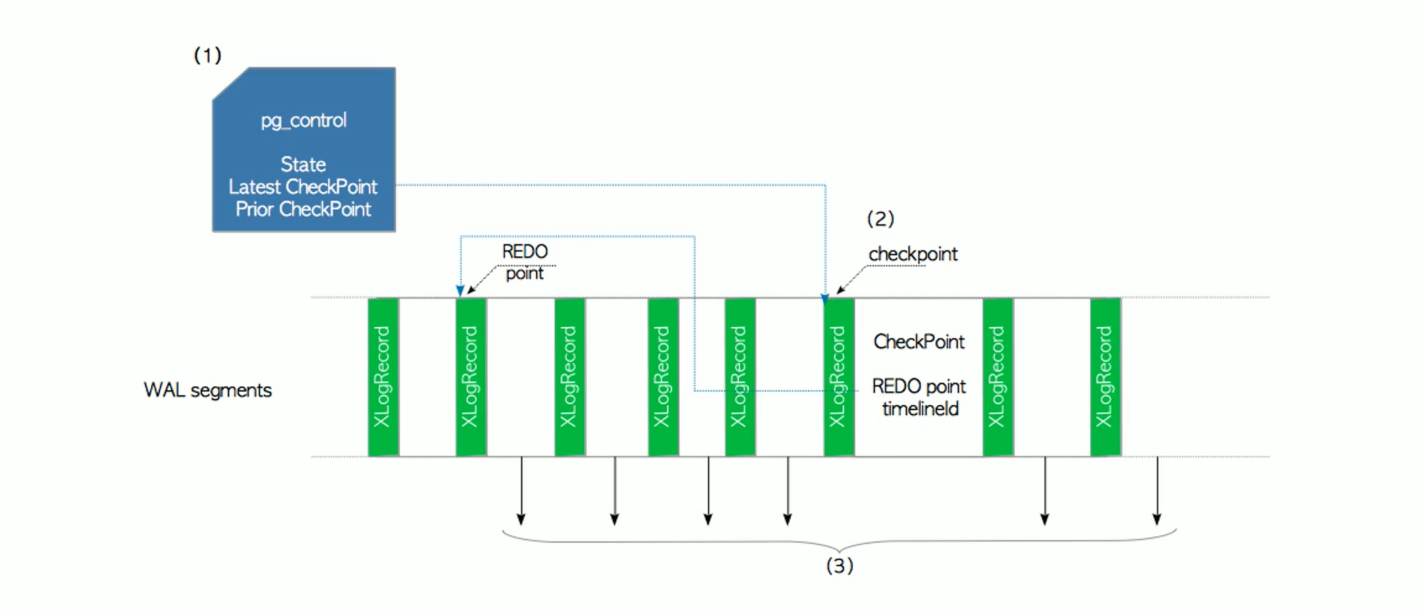 (1)
pg_control
State
Latest CheckPoint
Prior CheckPoint
(2)
REDO
point
checkpoint
WAL segments
XLogRecord
XLogRecord
XLogRecord
XLogRecord
XLogRecord
XLogRecord
CheckPoint
REDO point
timelineId
XLogRecord
XLogRecord
(3)